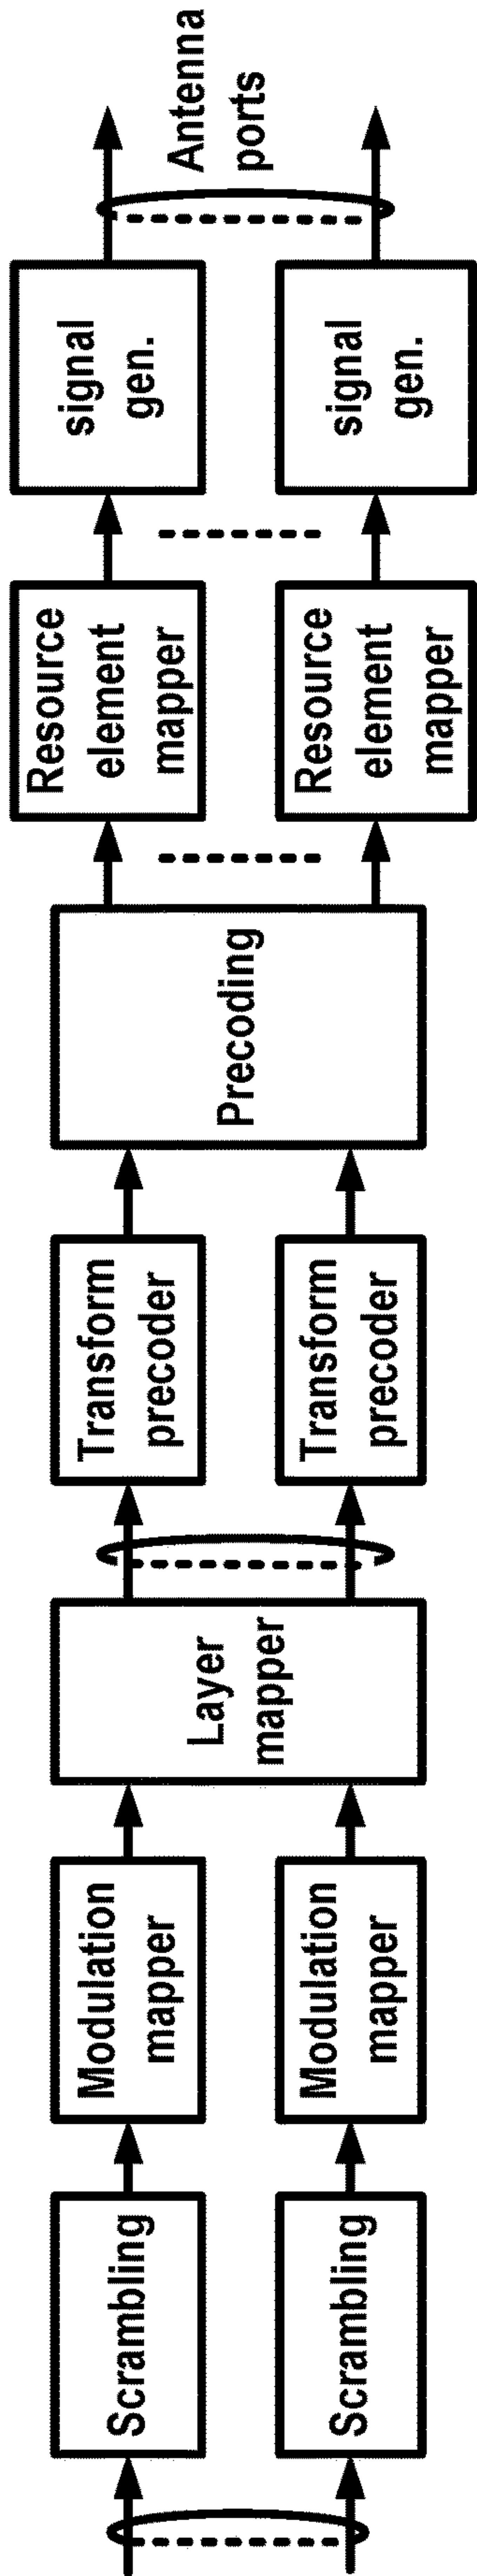 Scrambling
Scrambling
Modulation
mapper
Modulation
mapper
Layer
mapper
Transform
precoder
Transform
precoder
Precoding
Resource
element
mapper
Resource
element
mapper
signal
gen.
signal
gen.
Antenna
ports